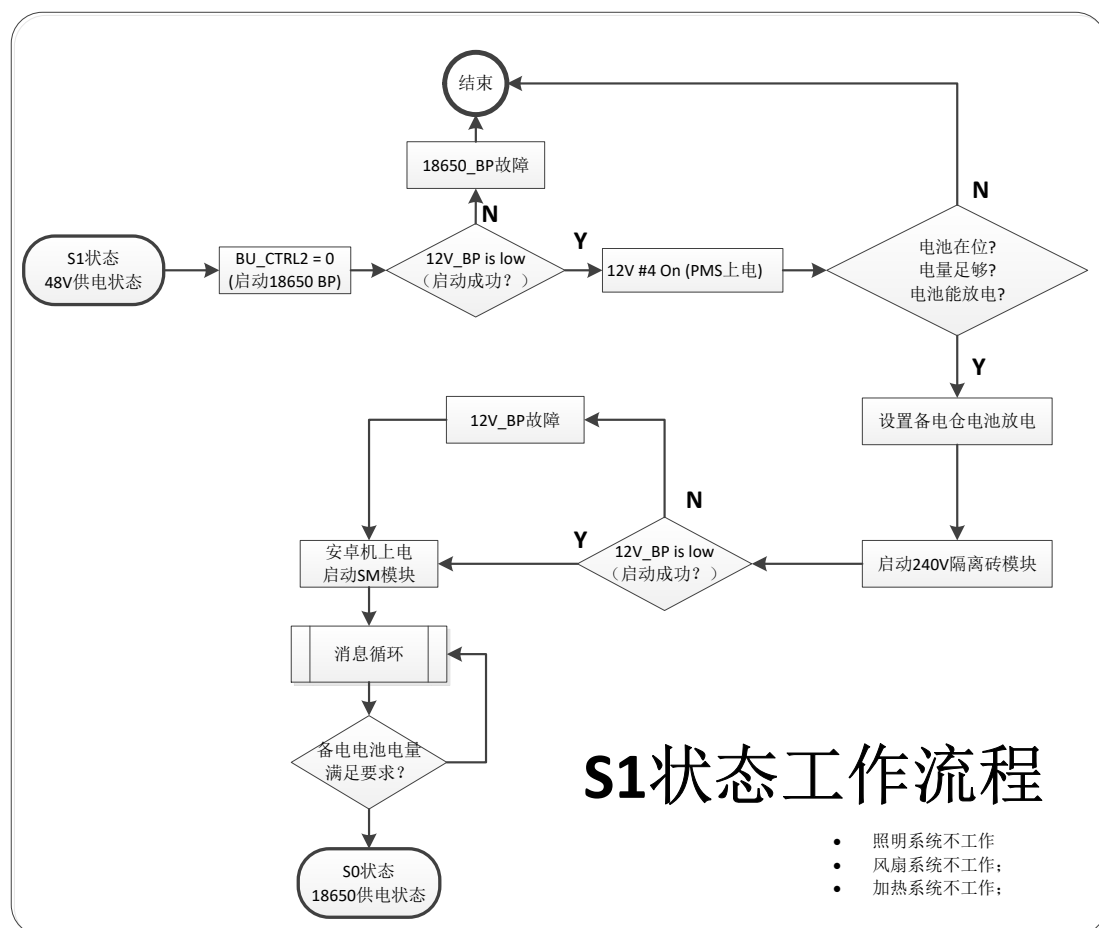 结束
18650_BP故障
N
S1状态
48V供电状态
BU_CTRL2 = 0
(启动18650 BP)
12V_BP is low
（启动成功？）
Y
12V #4 On (PMS上电)
电池在位?
电量足够?
电池能放电?
N
Y
设置备电仓电池放电
启动240V隔离砖模块
12V_BP is low
（启动成功？）
N
Y
12V_BP故障
安卓机上电
启动SM模块
消息循环
备电电池电量
满足要求？
S0状态
18650供电状态
S1状态工作流程
• 照明系统不工作
• 风扇系统不工作；
• 加热系统不工作；